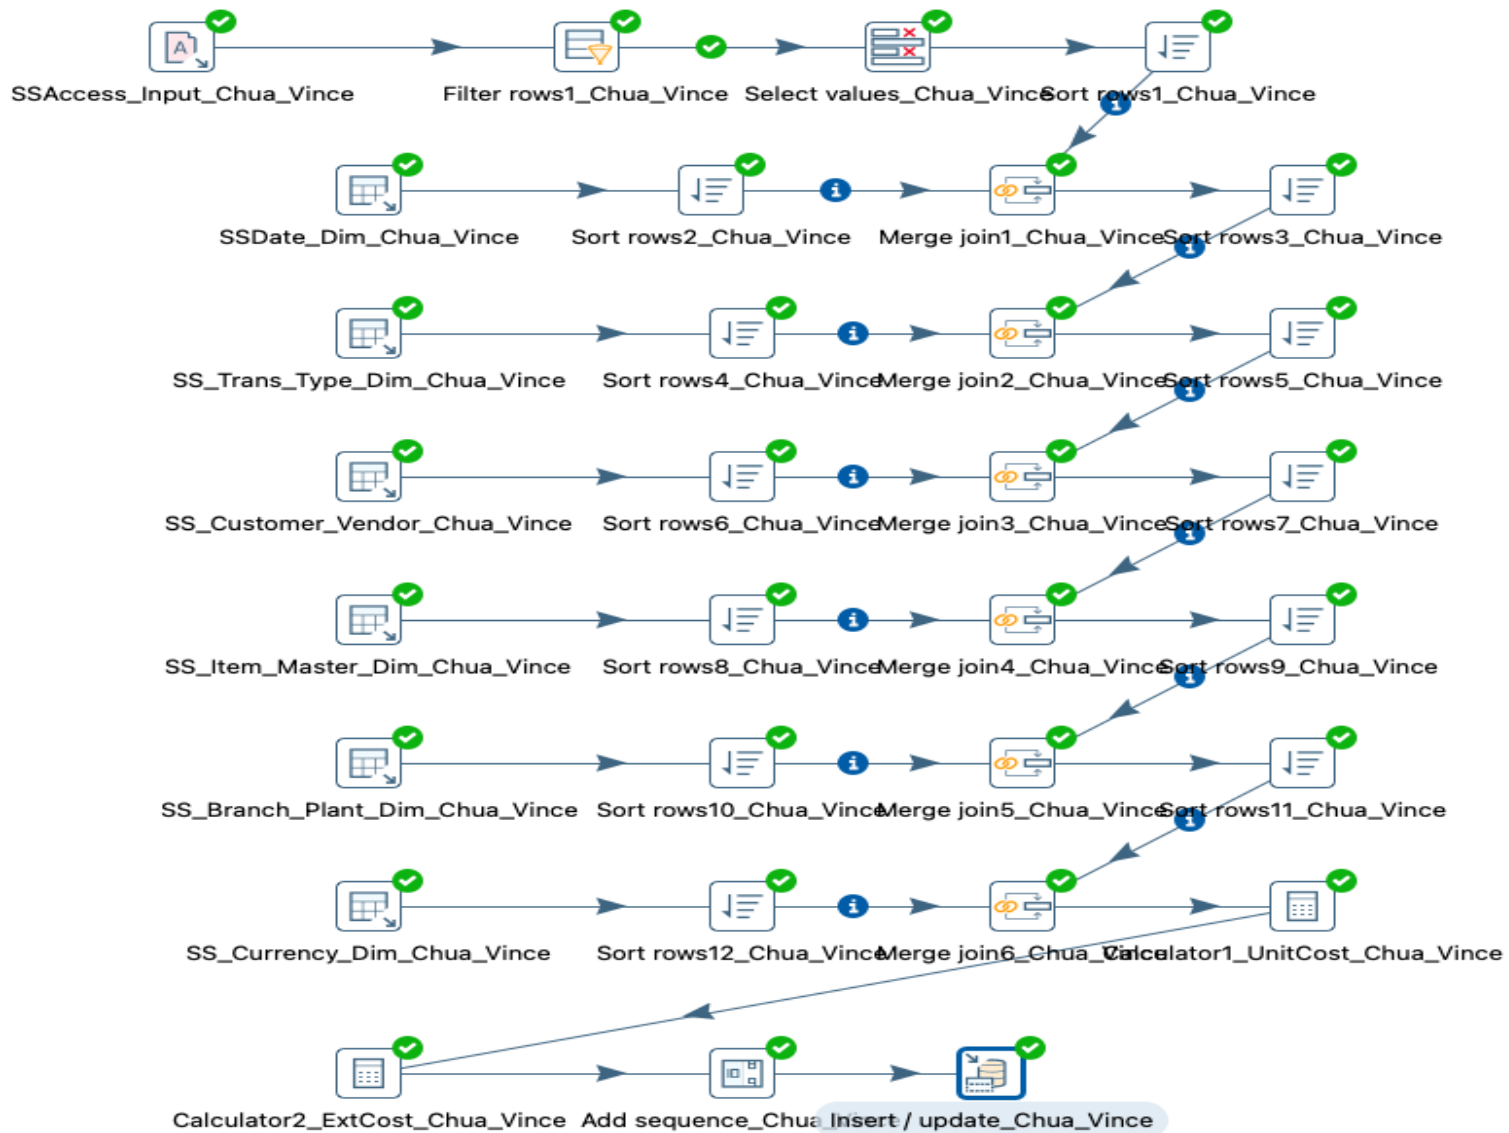 SSAccess_Input_Chua_Vince Filter rows1_Chua_Vince Select values_Chua_Vince Sort rows1_Chua_Vince
SSDate_Dim_Chua_Vince Sort rows2_Chua_Vince Merge join1_Chua_Vince Sort rows3_Chua_Vince
SS_Trans_Type_Dim_Chua_Vince Sort rows4_Chua_Vince Merge join2_Chua_Vince Sort rows5_Chua_Vince
SS_Customer_Vendor_Chua_Vince Sort rows6_Chua_Vince Merge join3_Chua_Vince Sort rows7_Chua_Vince
SS_Item_Master_Dim_Chua_Vince Sort rows8_Chua_Vince Merge join4_Chua_Vince Sort rows9_Chua_Vince
SS_Branch_Plant_Dim_Chua_Vince Sort rows10_Chua_Vince Merge join5_Chua_Vince Sort rows11_Chua_Vince
SS_Currency_Dim_Chua_Vince Sort rows12_Chua_Vince Merge join6_Chua_Vince Calculator1_UnitCost_Chua_Vince
Calculator2_ExtCost_Chua_Vince Add sequence_Chua_Vince Insert / update_Chua_Vince